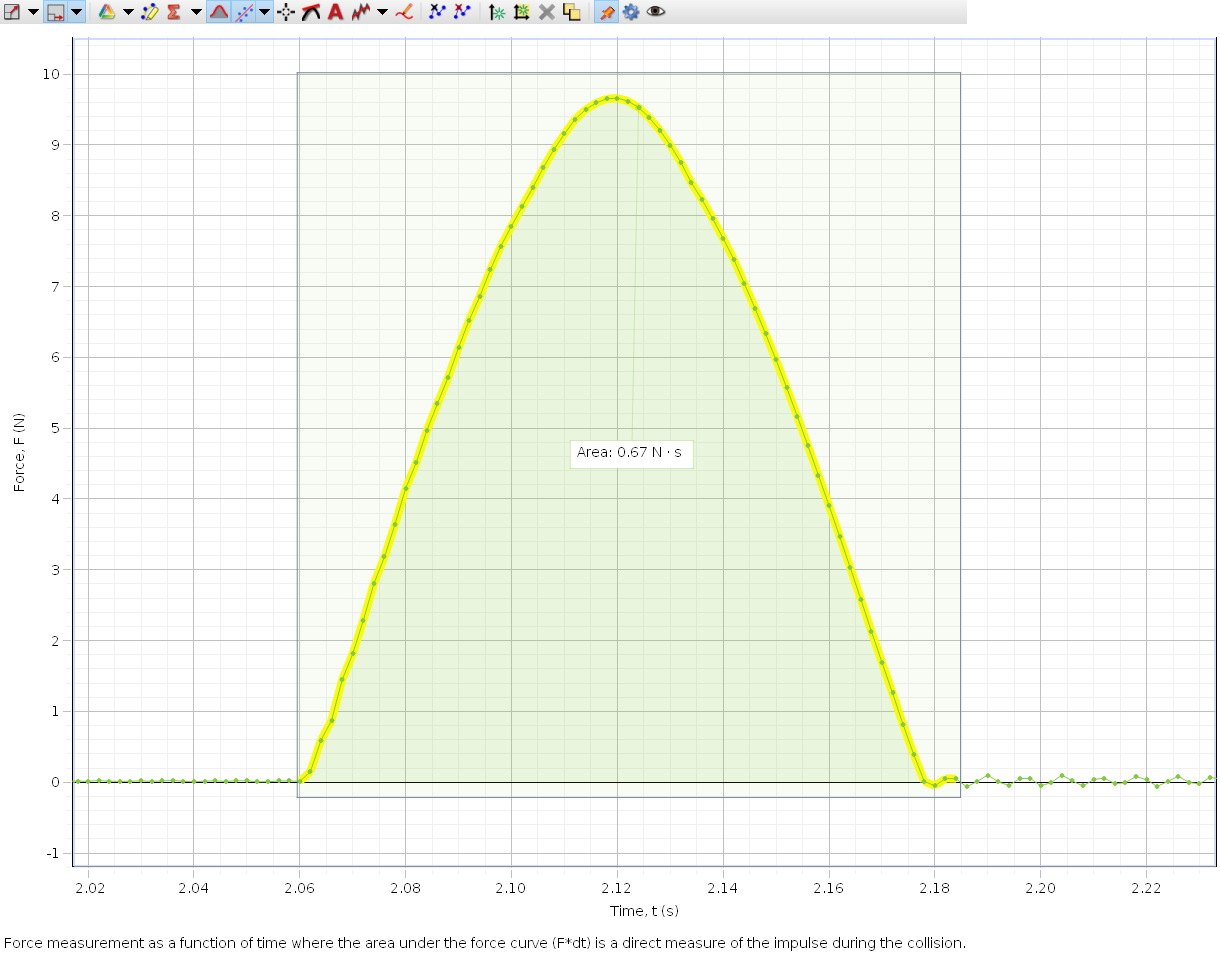 A
10
9
8
7
6
5
4
3
2
1
0
-1
Force, F (N)
Area: 0.67 N · s
2.02 2.04 2.06 2.08 2.10 2.12 2.14 2.16 2.18 2.20 2.22
Time, t (s)
Force measurement as a function of time where the area under the force curve (F*dt) is a direct measure of the impulse during the collision.